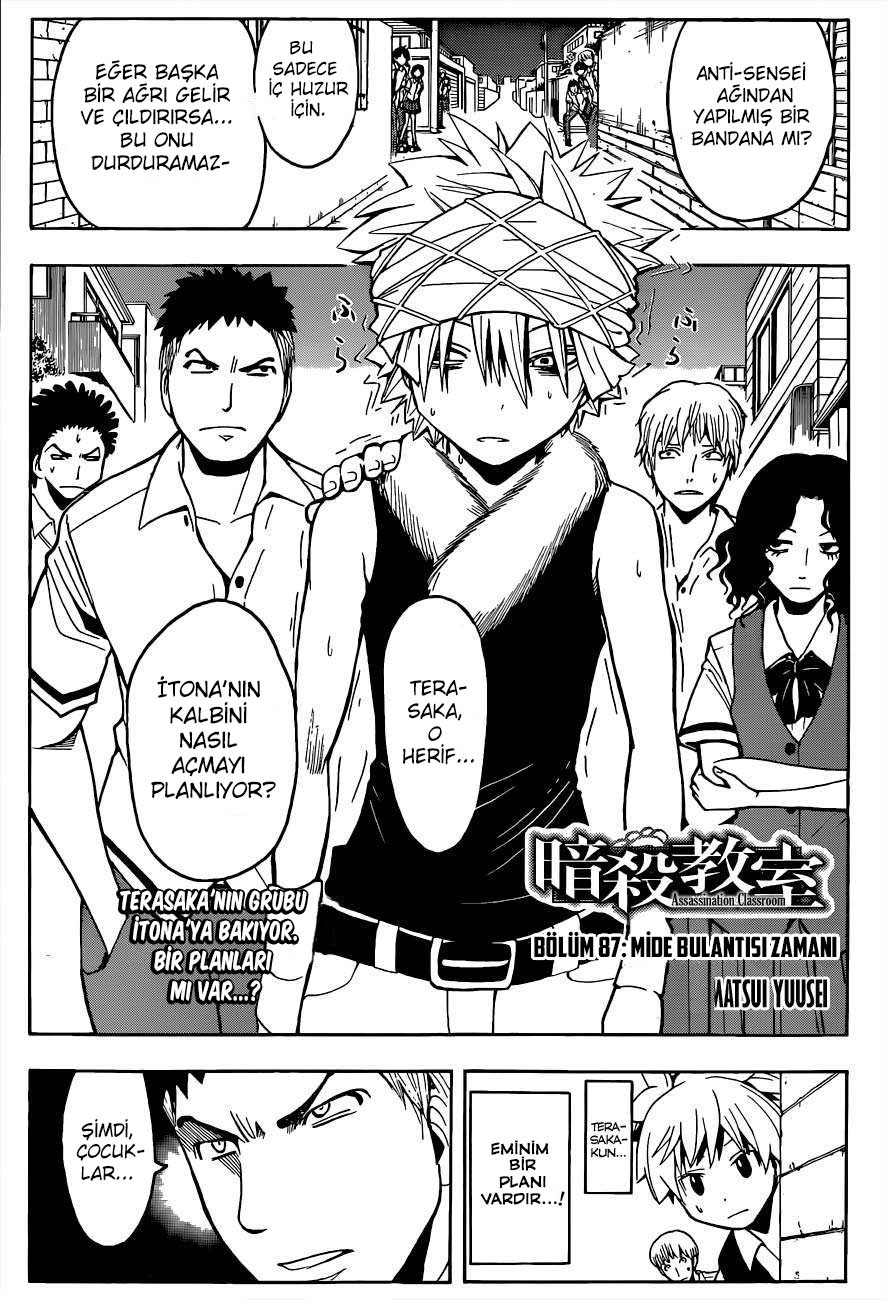 ANTİ-SENSEI
AĞINDAN
YAPILMIŞ BİR
BANDANA MI?
BU
SADECE
İÇ HUZUR
İÇİN.
EĞER BAŞKA
BİR AĞRI GELİR
VE ÇILDIRIRSA...
BU ONU
DURDURAMAZ-
ふら
ふら
TERA-
SAKA,
O
HERİF...
İTONA'NIN
KALBİNİ
NASIL
AÇMAYI
PLANLIYOR?
TERASAKA'NIN GRUBU
İTONA'YA BAKIYOR.
BİR PLANLARI
MI VAR...?
暗殺教室
Assassination Classroom
BÖLÜM 87: MİDE BULANTISI ZAMANI
MATSUI YUUSEI
TERA-
SAKA-
KUN...
EMİNİM
BİR
PLANI
VARDIR...!
ŞİMDİ,
ÇOCUK-
LAR...